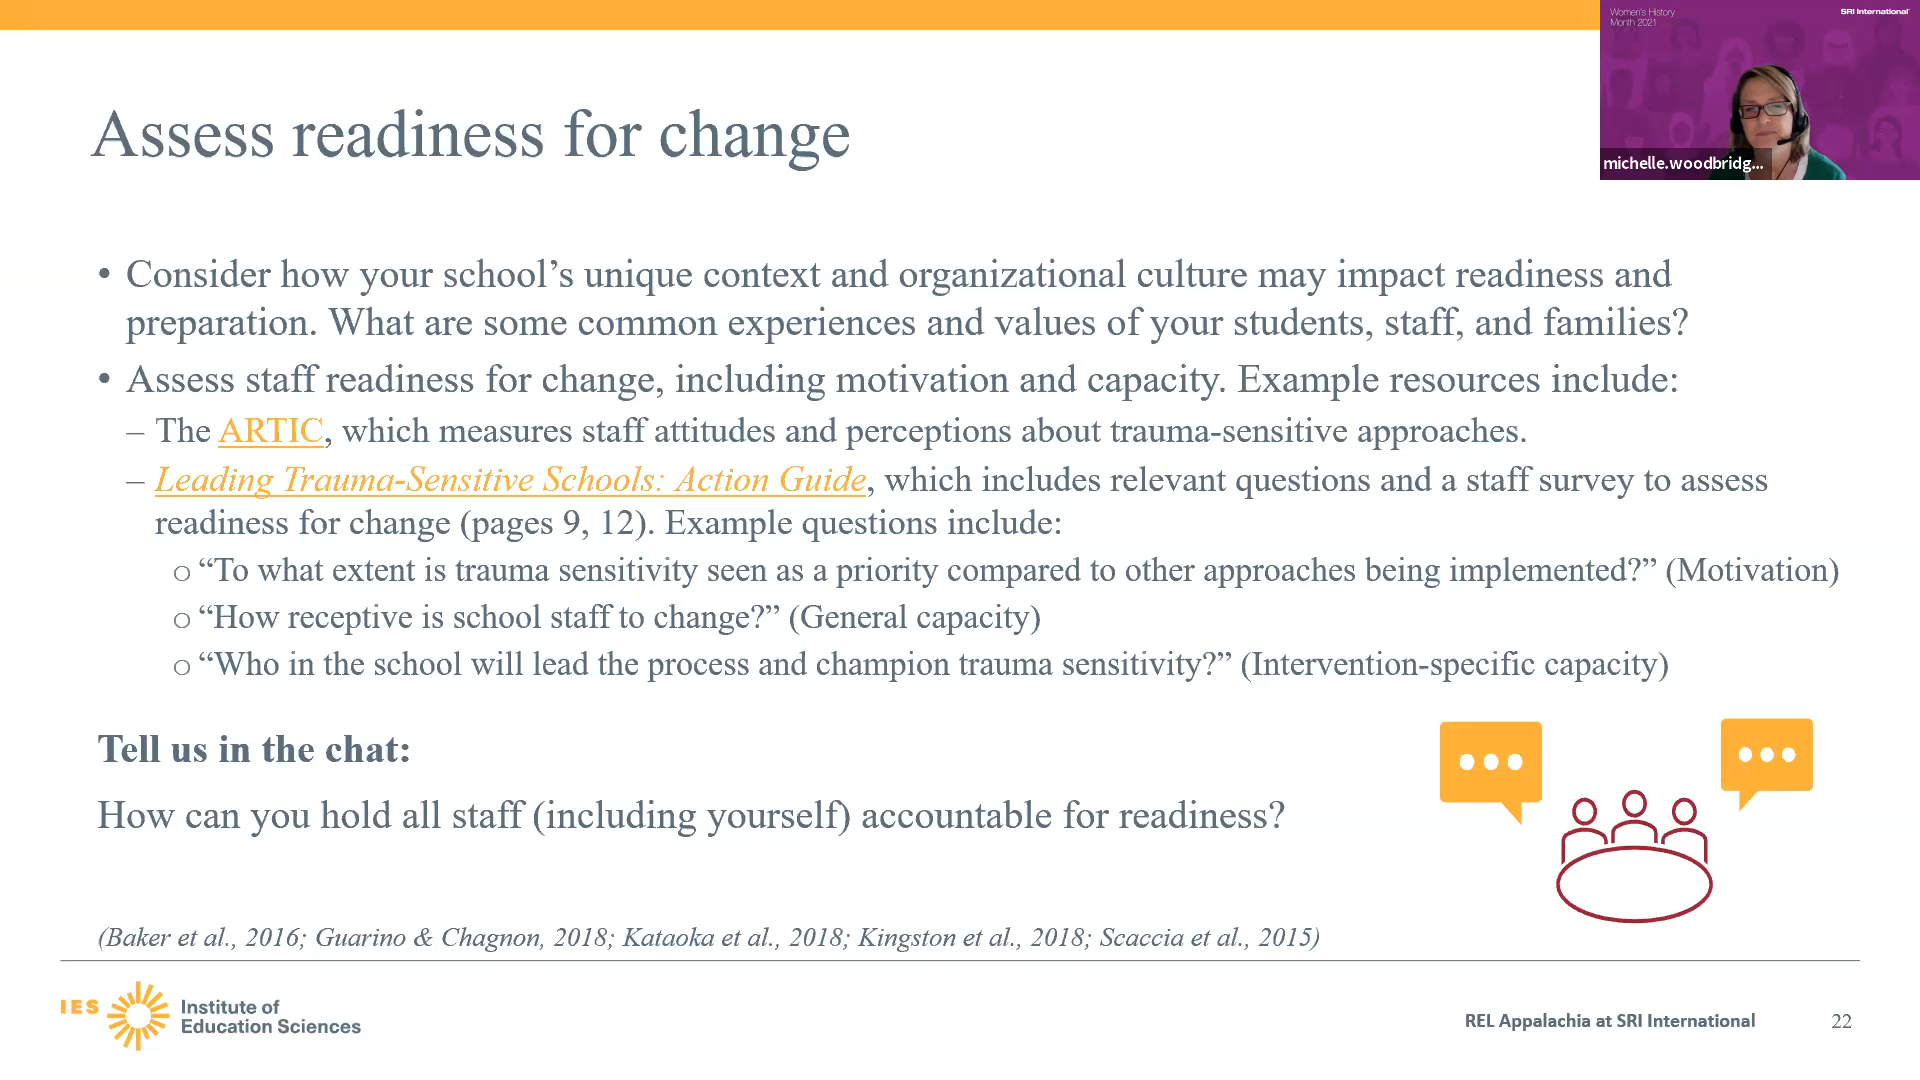 Women's History
Month 2021
SRI International
michelle.woodbridg...
Assess readiness for change
• Consider how your school’s unique context and organizational culture may impact readiness and
preparation. What are some common experiences and values of your students, staff, and families?
• Assess staff readiness for change, including motivation and capacity. Example resources include:
– The ARTIC, which measures staff attitudes and perceptions about trauma-sensitive approaches.
– Leading Trauma-Sensitive Schools: Action Guide, which includes relevant questions and a staff survey to assess
readiness for change (pages 9, 12). Example questions include:
o “To what extent is trauma sensitivity seen as a priority compared to other approaches being implemented?” (Motivation)
o “How receptive is school staff to change?” (General capacity)
o “Who in the school will lead the process and champion trauma sensitivity?” (Intervention-specific capacity)
Tell us in the chat:
How can you hold all staff (including yourself) accountable for readiness?
(Baker et al., 2016; Guarino & Chagnon, 2018; Kataoka et al., 2018; Kingston et al., 2018; Scaccia et al., 2015)
IES
Institute of
Education Sciences
REL Appalachia at SRI International
22